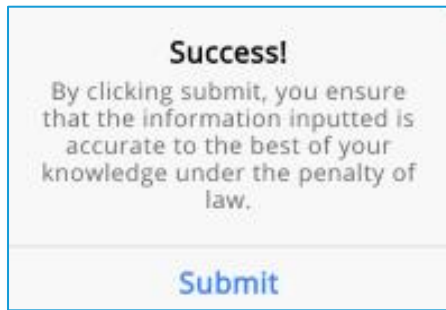 Success!
By clicking submit, you ensure
that the information inputted is
accurate to the best of your
knowledge under the penalty of
law.
Submit